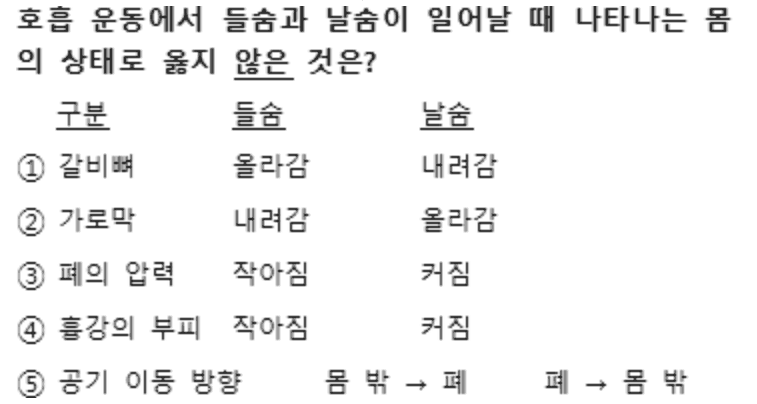 호흡 운동에서 들숨과 날숨이 일어날 때 나타나는 몸
의 상태로 옳지 않은 것은?
구분 들숨 날숨
① 갈비뼈 올라감 내려감
② 가로막 내려감 올라감
③ 폐의 압력 작아짐 커짐
④ 흉강의 부피 작아짐 커짐
⑤ 공기 이동 방향 몸 밖 → 폐 폐 → 몸 밖